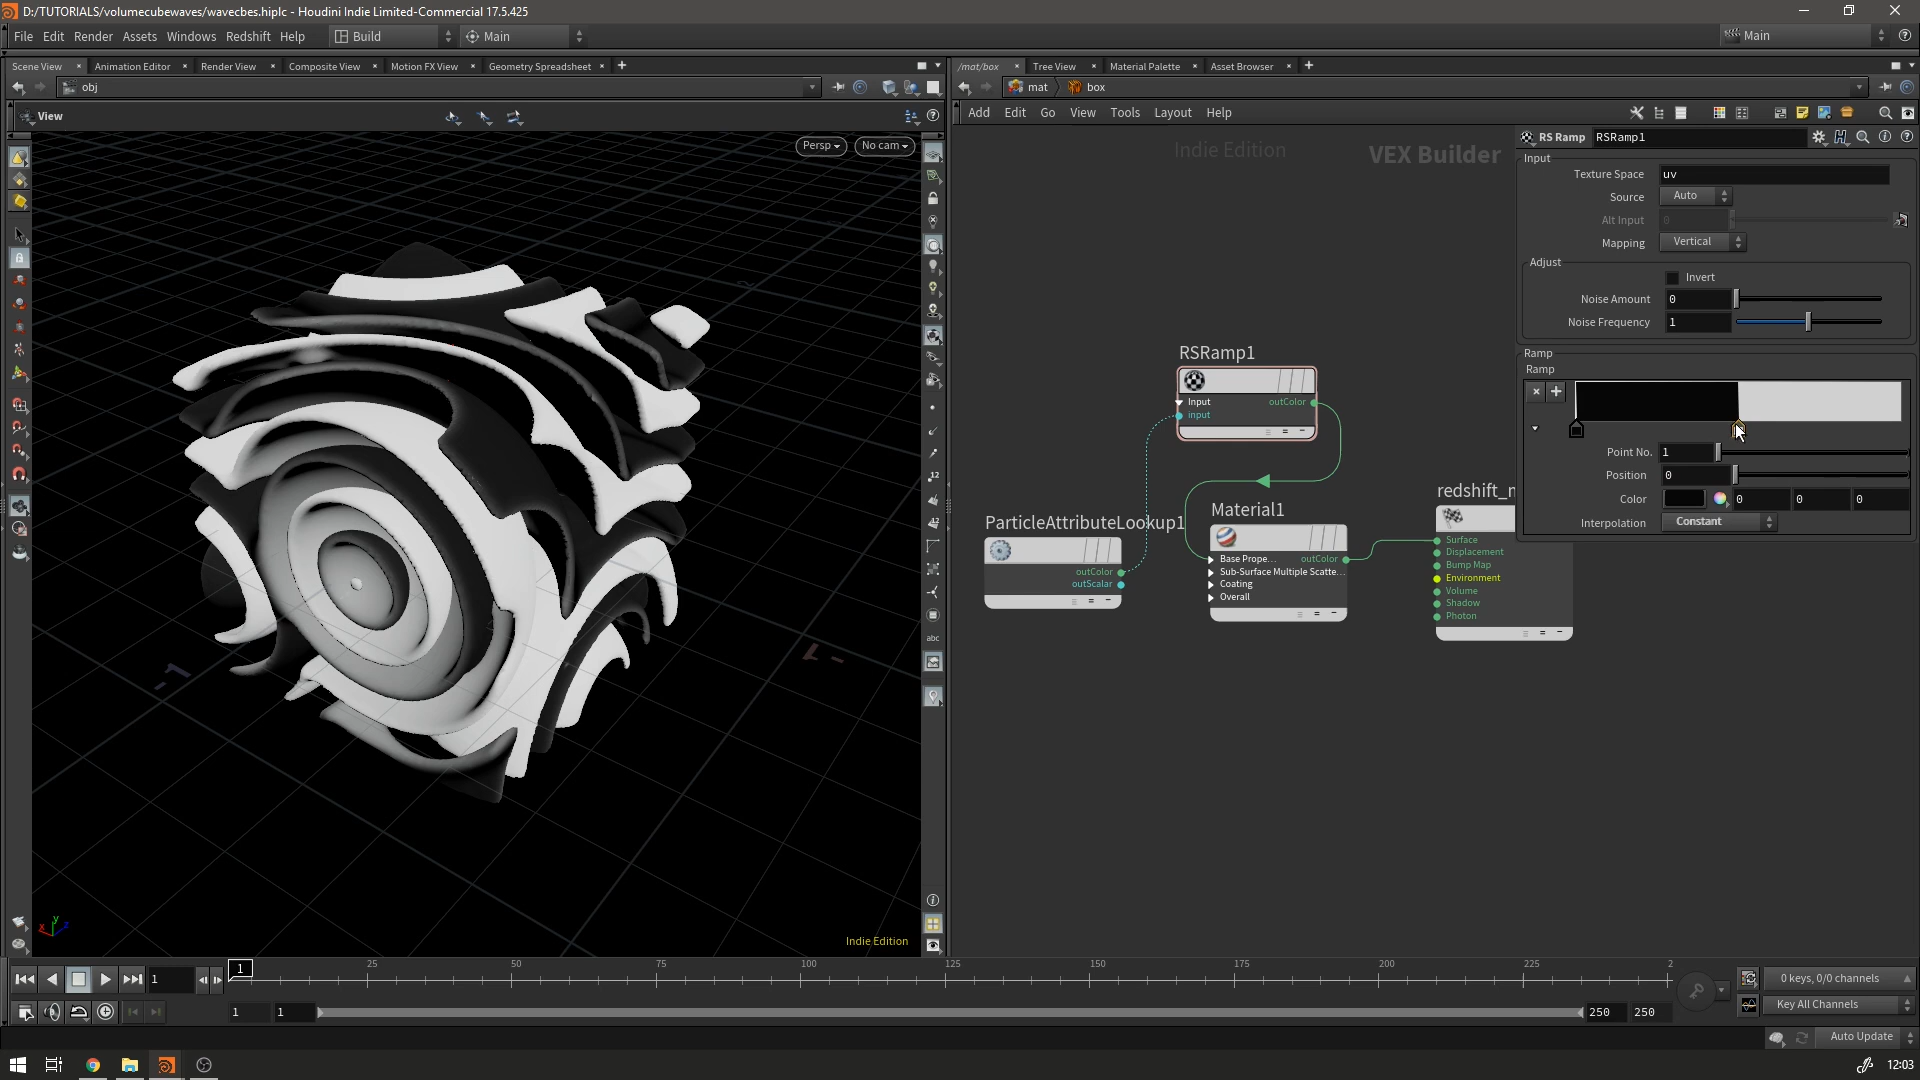 D:/TUTORIALS/volumecubewaves/wavecbes.hiplc - Houdini Indie Limited-Commercial 17.5.425
File Edit Render Assets Windows Redshift Help Build Main Main
Scene View Animation Editor Render View Composite View Motion FX View Geometry Spreadsheet
/mat/box Tree View Material Palette Asset Browser
obj
mat box
View
Add Edit Go View Tools Layout Help
Persp No cam
Indie Edition
VEX Builder
RS Ramp RSRamp1
Input
Texture Space uv
Source Auto
Alt Input 0
Mapping Vertical
Adjust
Invert
Noise Amount 0
Noise Frequency 1
Ramp
Ramp
Point No. 1
Position 0
Color 0 0 0
Interpolation Constant
RSRamp1
Input outColor
input
ParticleAttributeLookup1
outColor
outScalar
Material1
Base Prope... outColor
Sub-Surface Multiple Scatte...
Coating
Overall
redshift_n
Surface
Displacement
Bump Map
Environment
Volume
Shadow
Photon
abc
x y z
Indie Edition
1 1 25 50 75 100 125 150 175 200 225 2
0 keys, 0/0 channels
1 1 250 250
Key All Channels
Auto Update
12:03